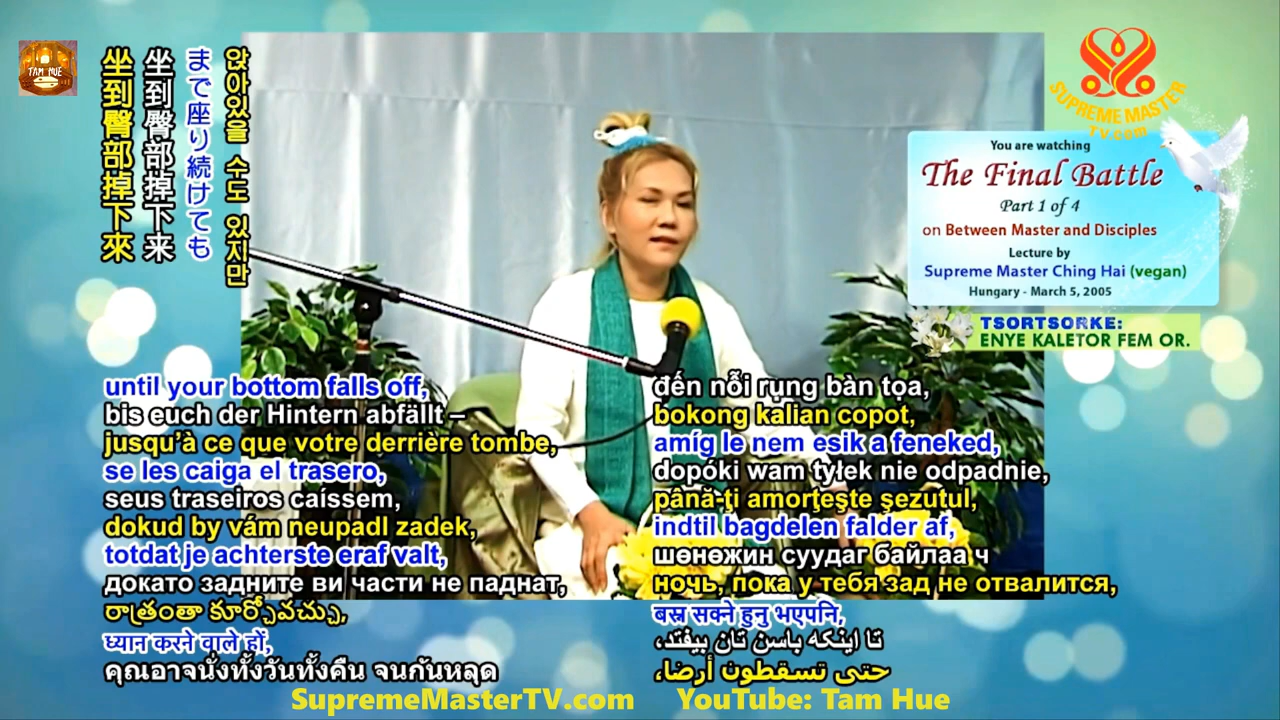 TAM HUE
坐到臀部掉下來
坐到臀部掉下来
まで座り続けても
앉아있을 수도 있지만
SUPREME MASTER
TV.com
You are watching
The Final Battle
Part 1 of 4
on Between Master and Disciples
Lecture by
Supreme Master Ching Hai (vegan)
Hungary - March 5, 2005
TSORTSORKE:
ENYE KALETOR FEM OR.
until your bottom falls off,
bis euch der Hintern abfällt –
jusqu'à ce que votre derrière tombe,
se les caiga el trasero,
seus traseiros caíssem,
dokud by vám neupadl zadek,
totdat je achterste eraf valt,
докато задните ви части не паднат,
రాత్రంతా కూర్చోవచ్చు,
ध्यान करने वाले हों,
คุณอาจนั่งทั้งวันทั้งคืน จนก้นหลุด
đến nỗi rụng bàn tọa,
bokong kalian copot,
amíg le nem esik a feneked,
dopóki wam tyłek nie odpadnie,
până-ţi amorţeşte şezutul,
indtil bagdelen falder af,
шөнөжин суудаг байлаа ч
ночь, пока у тебя зад не отвалится,
बस्न सक्ने हुनु भएपनि,
تا اینکه باسن تان بیفتد،
حتى تسقطون أرضا،
SupremeMasterTV.com
YouTube: Tam Hue